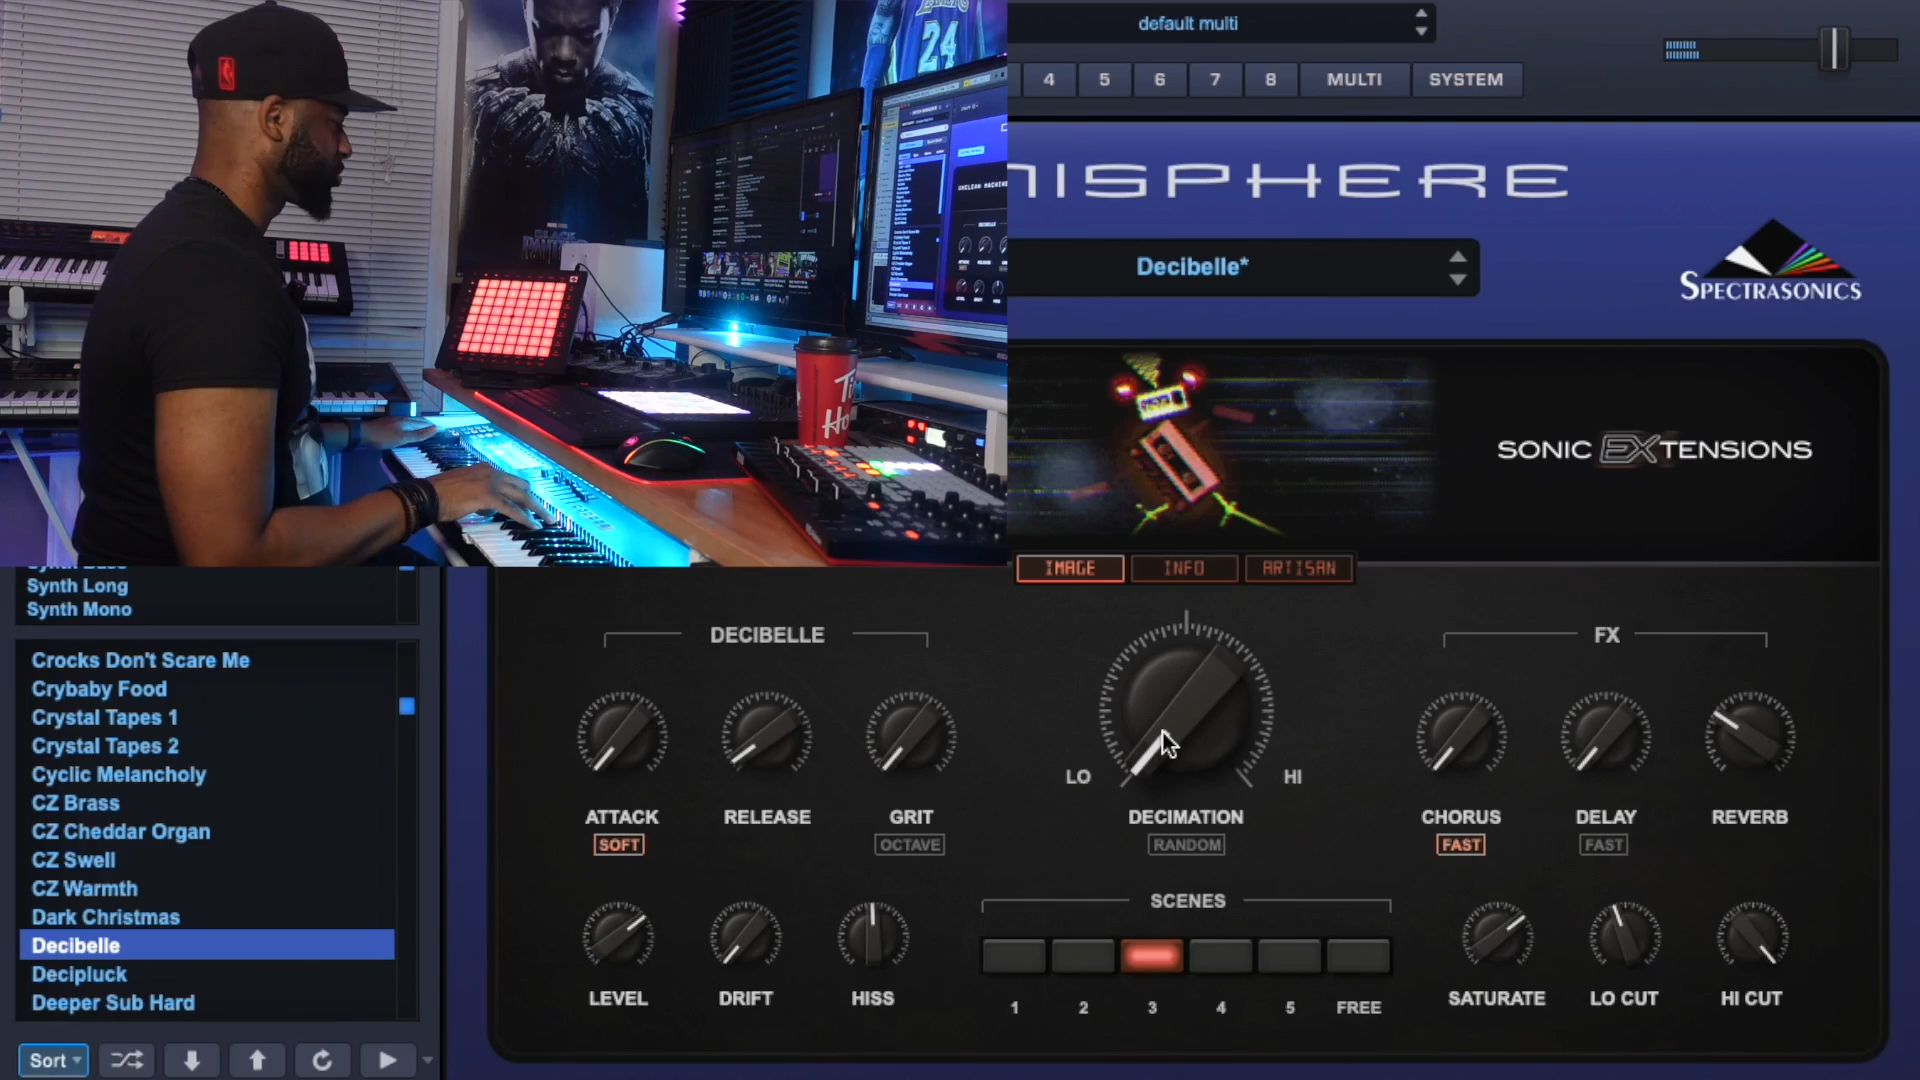 default multi
4 5 6 7 8 MULTI SYSTEM
NISPHERE
Decibelle*
SPECTRASONICS
SONIC EXTENSIONS
IMAGE INFO ARTISAN
24
BLACK PANTHER
Synth Long
Synth Mono
Crocks Don't Scare Me
Crybaby Food
Crystal Tapes 1
Crystal Tapes 2
Cyclic Melancholy
CZ Brass
CZ Cheddar Organ
CZ Swell
CZ Warmth
Dark Christmas
Decibelle
Decipluck
Deeper Sub Hard
Sort
DECIBELLE
ATTACK
SOFT
RELEASE
GRIT
OCTAVE
LO
HI
DECIMATION
RANDOM
FX
CHORUS
FAST
DELAY
FAST
REVERB
LEVEL
DRIFT
HISS
SCENES
1 2 3 4 5 FREE
SATURATE
LO CUT
HI CUT